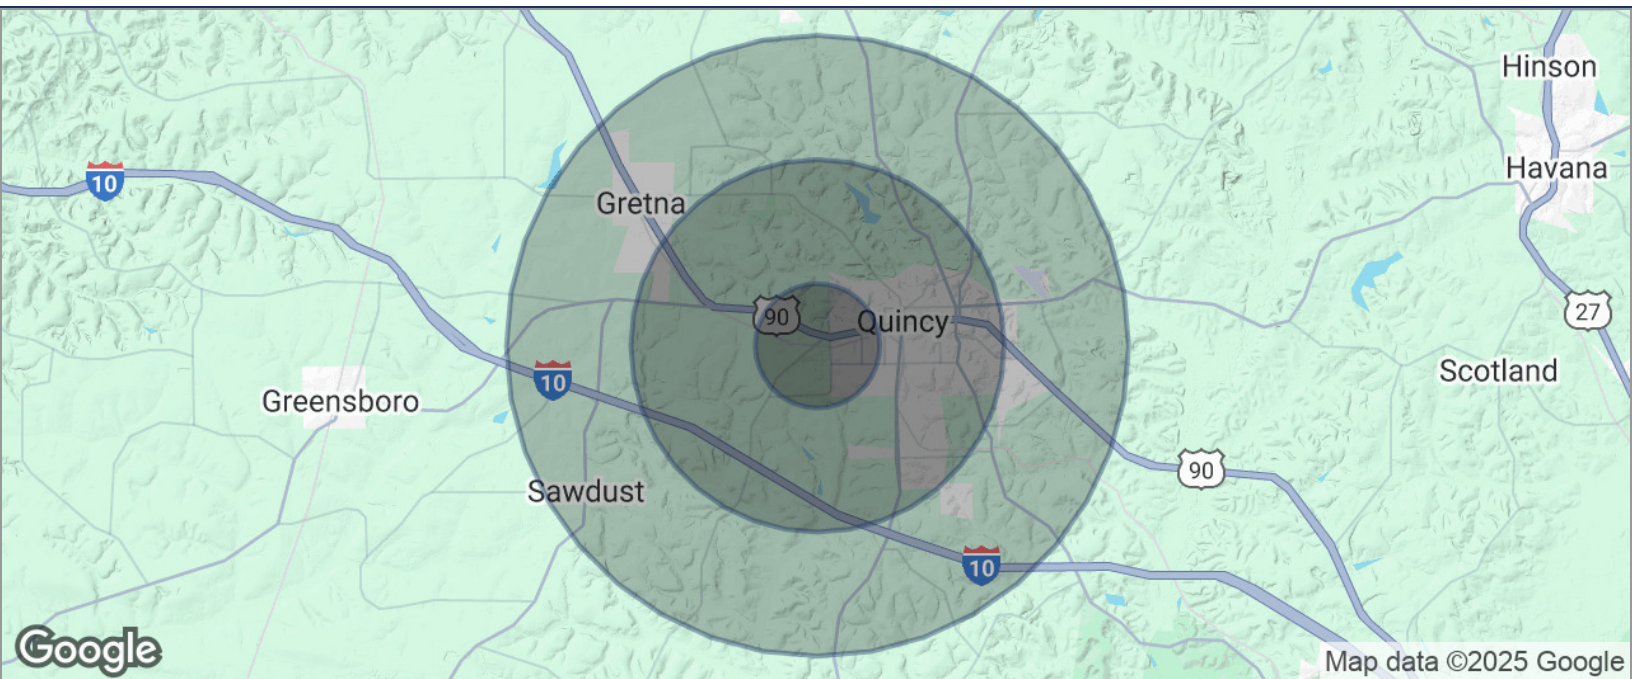 Hinson
Havana
10
Gretna
90
Quincy
27
10
Scotland
Greensboro
90
Sawdust
10
Google
Map data ©2025 Google